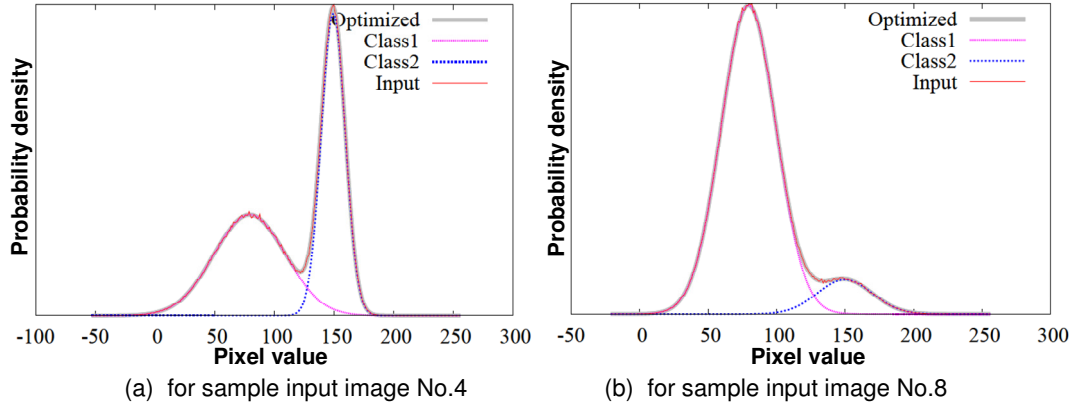 Probability density
Optimized
Class1
Class2
Input
-100 -50 0 50 100 150 200 250 300
Pixel value
(a) for sample input image No.4
Probability density
Optimized
Class1
Class2
Input
-50 0 50 100 150 200 250 300
Pixel value
(b) for sample input image No.8